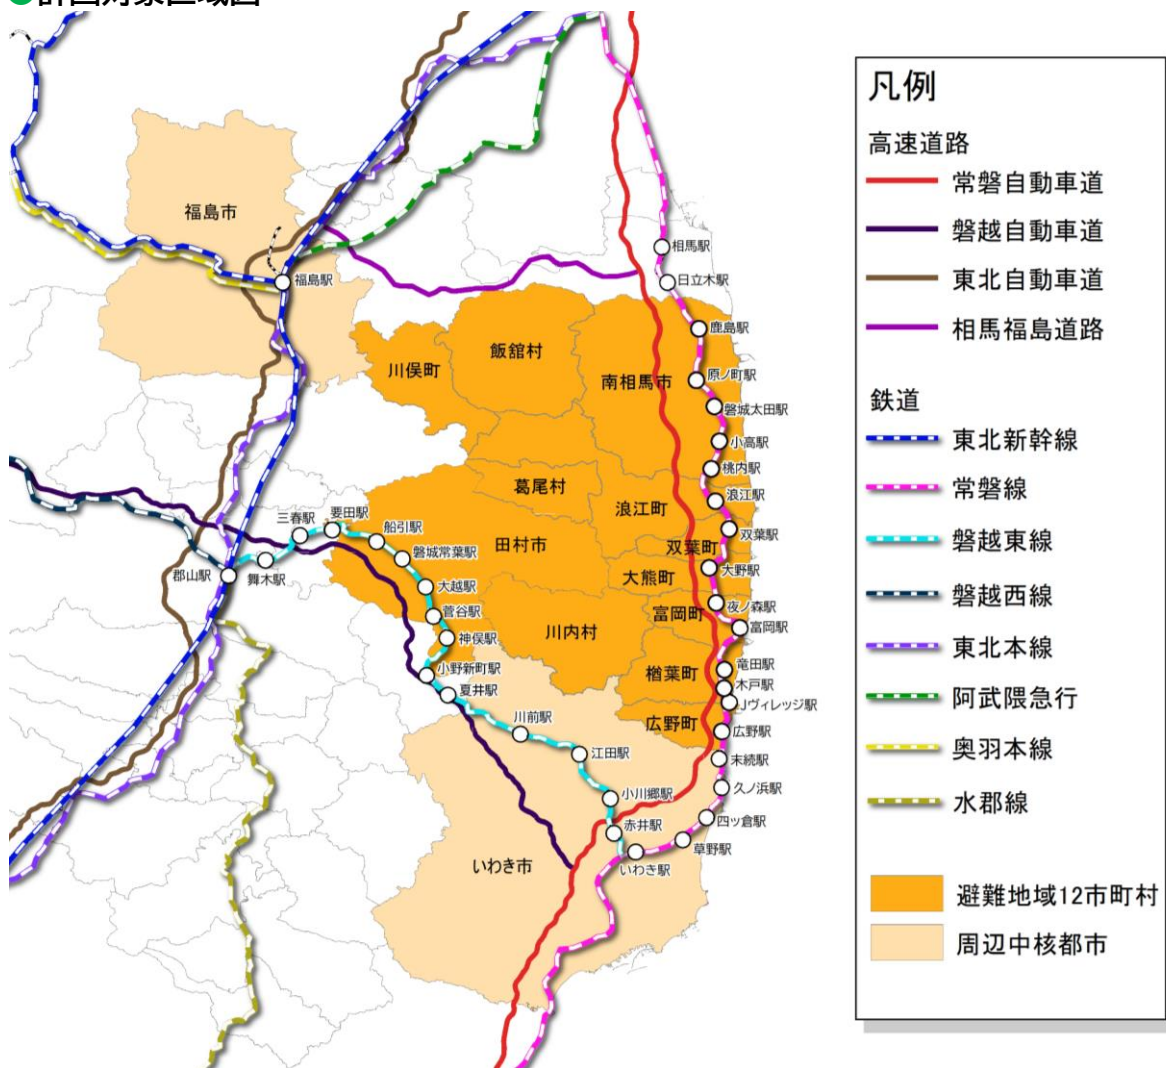 ●計画対象区域図
福島市
福島駅
相馬駅
日立木駅
鹿島駅
飯舘村
川俣町
南相馬市
原ノ町駅
磐城太田駅
小高駅
桃内駅
葛尾村
浪江町
浪江駅
三春駅
要田駅
船引駅
双葉駅
田村市
双葉町
磐城常葉駅
郡山駅
舞木駅
大野駅
大熊町
大越駅
夜ノ森駅
菅谷駅
富岡町
川内村
富岡駅
神俣駅
小野新町駅
竜田駅
楢葉町
夏井駅
木戸駅
Jヴィレッジ駅
広野町
川前駅
広野駅
江田駅
末続駅
久ノ浜駅
小川郷駅
四ッ倉駅
赤井駅
草野駅
いわき市
いわき駅
凡例
高速道路
常磐自動車道
磐越自動車道
東北自動車道
相馬福島道路
鉄道
東北新幹線
常磐線
磐越東線
磐越西線
東北本線
阿武隈急行
奥羽本線
水郡線
避難地域12市町村
周辺中核都市